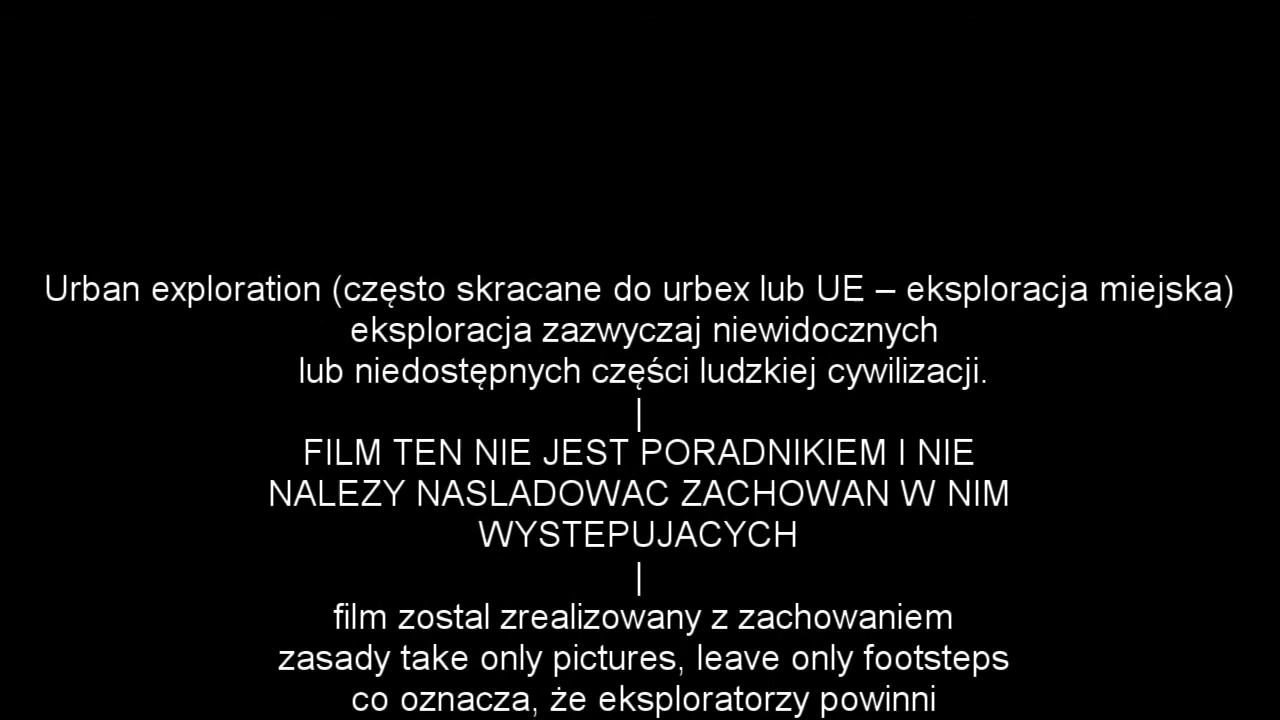 Urban exploration (często skracane do urbex lub UE – eksploracja miejska)
eksploracja zazwyczaj niewidocznych
lub niedostępnych części ludzkiej cywilizacji.
|
FILM TEN NIE JEST PORADNIKIEM I NIE
NALEZY NASLADOWAC ZACHOWAN W NIM
WYSTEPUJACYCH
|
film zostal zrealizowany z zachowaniem
zasady take only pictures, leave only footsteps
co oznacza, że eksploratorzy powinni